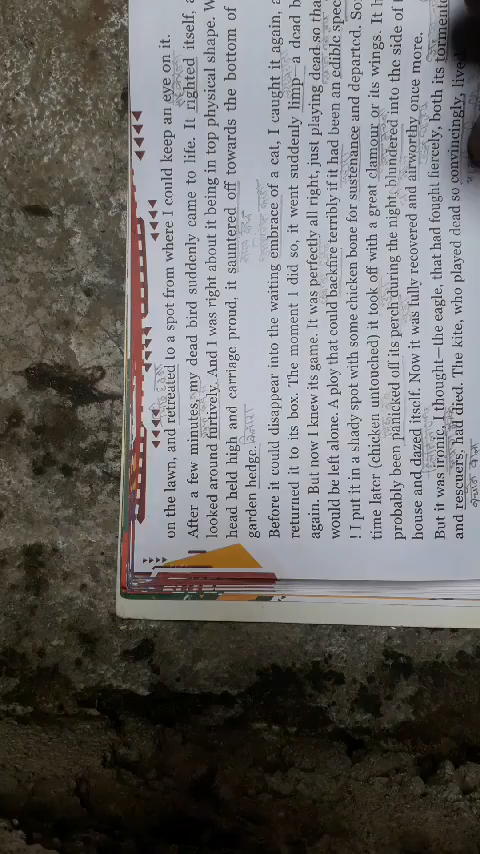 on the lawn, and retreated to a spot from where I could keep an eye on it.
After a few minutes, my dead bird suddenly came to life. It righted itself,
looked around furtively. And I was right about it being in top physical shape.
head held high and carriage proud, it sauntered off towards the bottom of
garden hedge.
Before it could disappear into the waiting embrace of a cat, I caught it again,
returned it to its box. The moment I did so, it went suddenly limp—a dead
again. But now I knew its game. It was perfectly all right, just playing dead so
would be left alone. A ploy that could backfire terribly if it had been an edible
! I put it in a shady spot with some chicken bone for sustenance and departed.
time later (chicken untouched) it took off with a great clamour or its wings. It
probably been panicked off its perch during the night, blundered into the side of
house and dazed itself. Now it was fully recovered and airworthy once more.
But it was ironic, I thought—the eagle, that had fought fiercely, both its
and rescuers, had died. The kite, who played dead so convincingly, lived